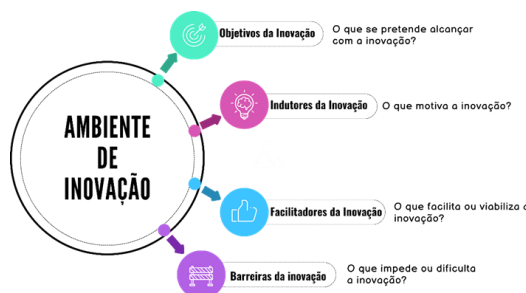 AMBIENTE
DE
INOVAÇÃO
Objetivos da Inovação
O que se pretende alcançar
com a inovação?
Indutores da Inovação
O que motiva a inovação?
Facilitadores da Inovação
O que facilita ou viabiliza a
inovação?
Barreiras da inovação
O que impede ou dificulta
a inovação?